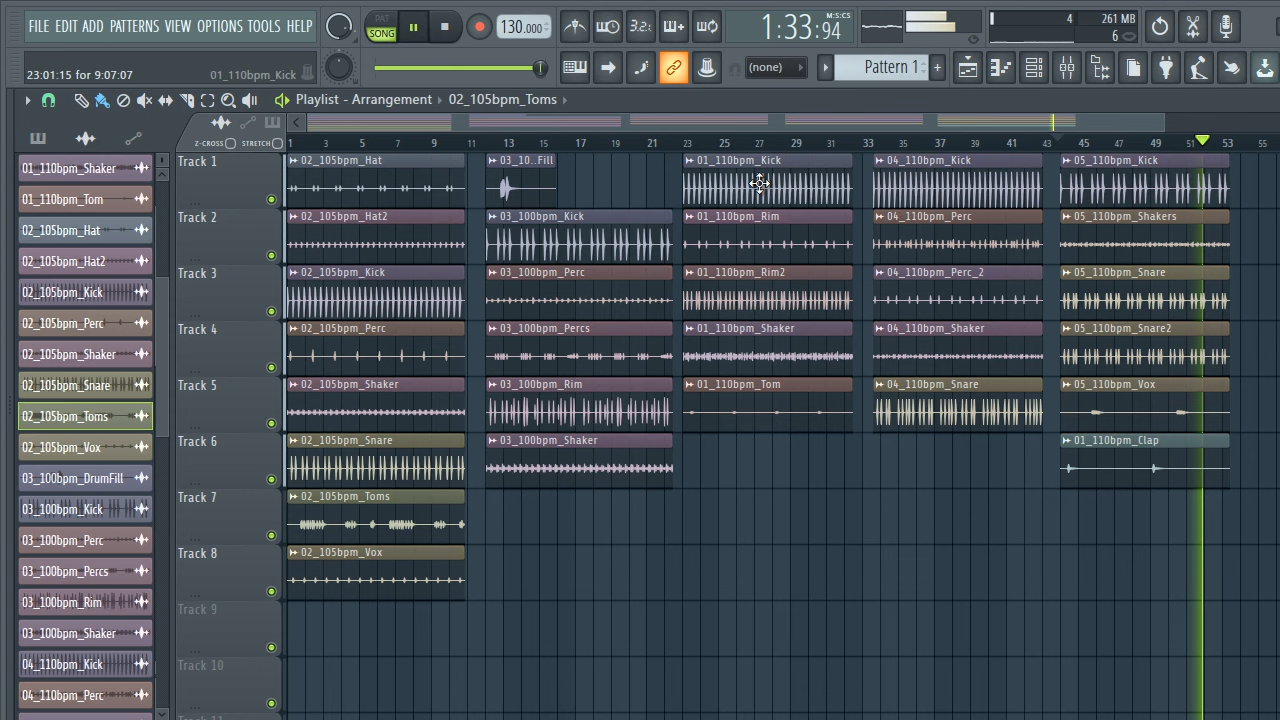 FILE EDIT ADD PATTERNS VIEW OPTIONS TOOLS HELP
PAT
SONG
130.000
3.2.:
1:33:94
M:S:CS
4
261 MB
6
23:01:15 for 9:07:07
01_110bpm_Kick
(none)
Pattern 1
+
Playlist - Arrangement › 02_105bpm_Toms ›
Z-CROSS
STRETCH
1 3 5 7 9 11 13 15 17 19 21 23 25 27 29 31 33 35 37 39 41 43 45 47 49 51 53 55
01_110bpm_Shaker
01_110bpm_Tom
02_105bpm_Hat
02_105bpm_Hat2
02_105bpm_Kick
02_105bpm_Perc
02_105bpm_Shaker
02_105bpm_Snare
02_105bpm_Toms
02_105bpm_Vox
03_100bpm_DrumFill
03_100bpm_Kick
03_100bpm_Perc
03_100bpm_Percs
03_100bpm_Rim
03_100bpm_Shaker
04_110bpm_Kick
04_110bpm_Perc
Track 1
02_105bpm_Hat
03_10..Fill
01_110bpm_Kick
04_110bpm_Kick
05_110bpm_Kick
Track 2
02_105bpm_Hat2
03_100bpm_Kick
01_110bpm_Rim
04_110bpm_Perc
05_110bpm_Shakers
Track 3
02_105bpm_Kick
03_100bpm_Perc
01_110bpm_Rim2
04_110bpm_Perc_2
05_110bpm_Snare
Track 4
02_105bpm_Perc
03_100bpm_Percs
01_110bpm_Shaker
04_110bpm_Shaker
05_110bpm_Snare2
Track 5
02_105bpm_Shaker
03_100bpm_Rim
01_110bpm_Tom
04_110bpm_Snare
05_110bpm_Vox
Track 6
02_105bpm_Snare
03_100bpm_Shaker
01_110bpm_Clap
Track 7
02_105bpm_Toms
Track 8
02_105bpm_Vox
Track 9
Track 10